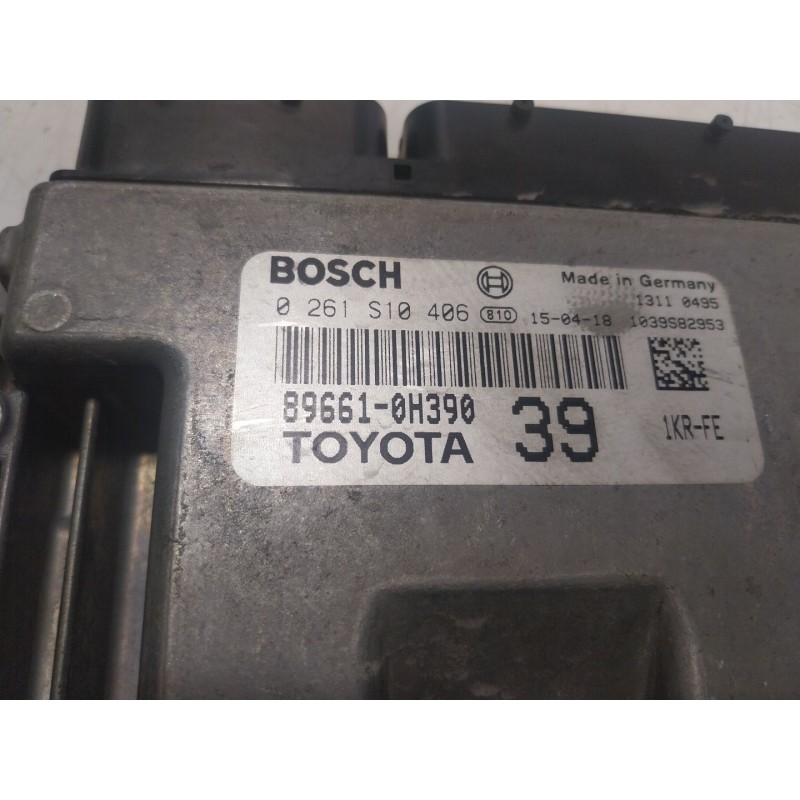 BOSCH Made in Germany
1311 0495
0 261 S10 406 810 15-04-18 1039S82953
89661-0H390
TOYOTA 39 1KR-FE